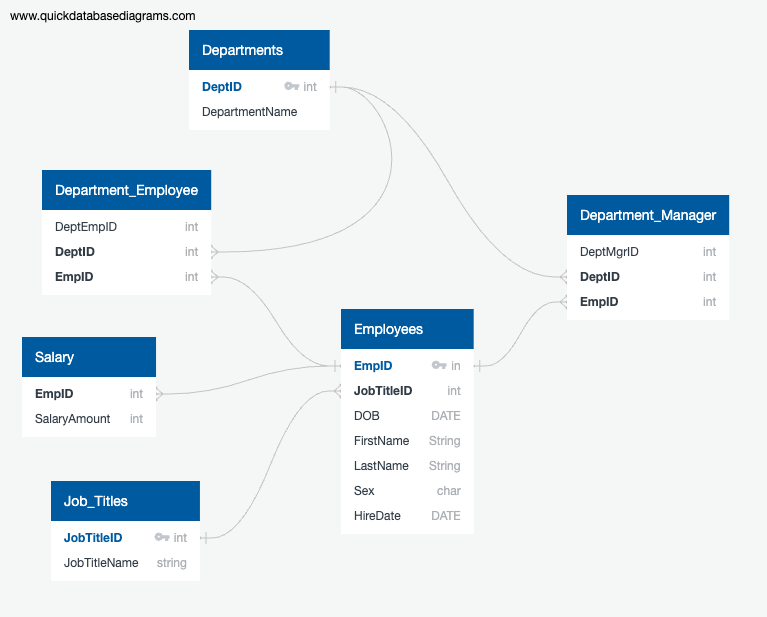 www.quickdatabasediagrams.com
Departments
DeptID int
DepartmentName
Department_Employee
DeptEmpID int
DeptID int
EmpID int
Department_Manager
DeptMgrID int
DeptID int
EmpID int
Employees
EmpID in
JobTitleID int
DOB DATE
FirstName String
LastName String
Sex char
HireDate DATE
Salary
EmpID int
SalaryAmount int
Job_Titles
JobTitleID int
JobTitleName string